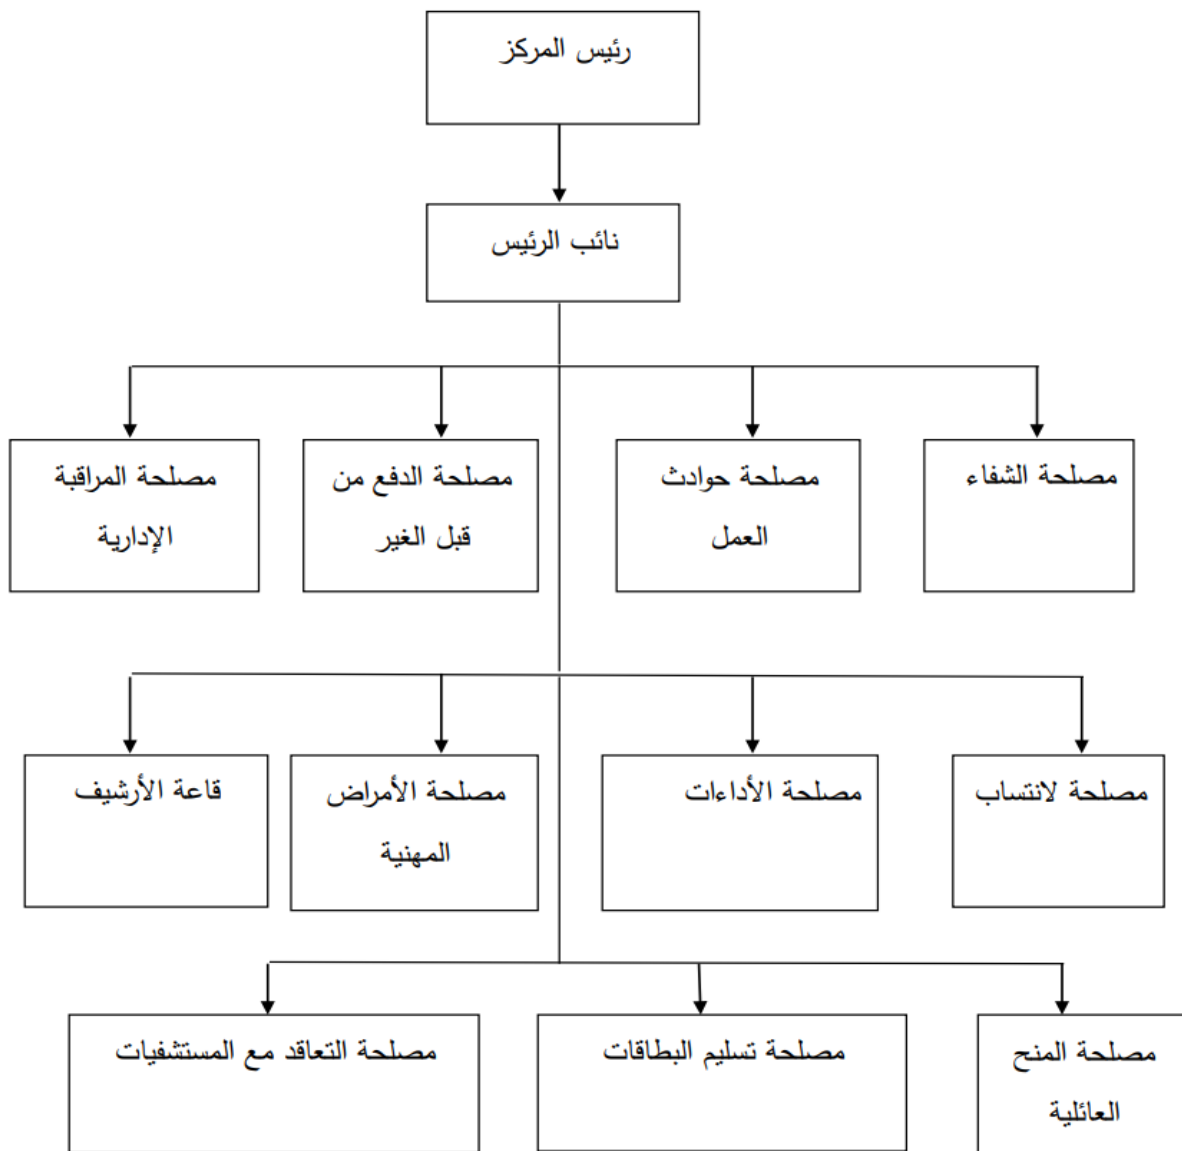 رئيس المركز
نائب الرئيس
مصلحة الشفاء
مصلحة حوادث
العمل
مصلحة الدفع من
قبل الغير
مصلحة المراقبة
الإدارية
مصلحة لانتساب
مصلحة الأداءات
مصلحة الأمراض
المهنية
قاعة الأرشيف
مصلحة المنح
العائلية
مصلحة تسليم البطاقات
مصلحة التعاقد مع المستشفيات